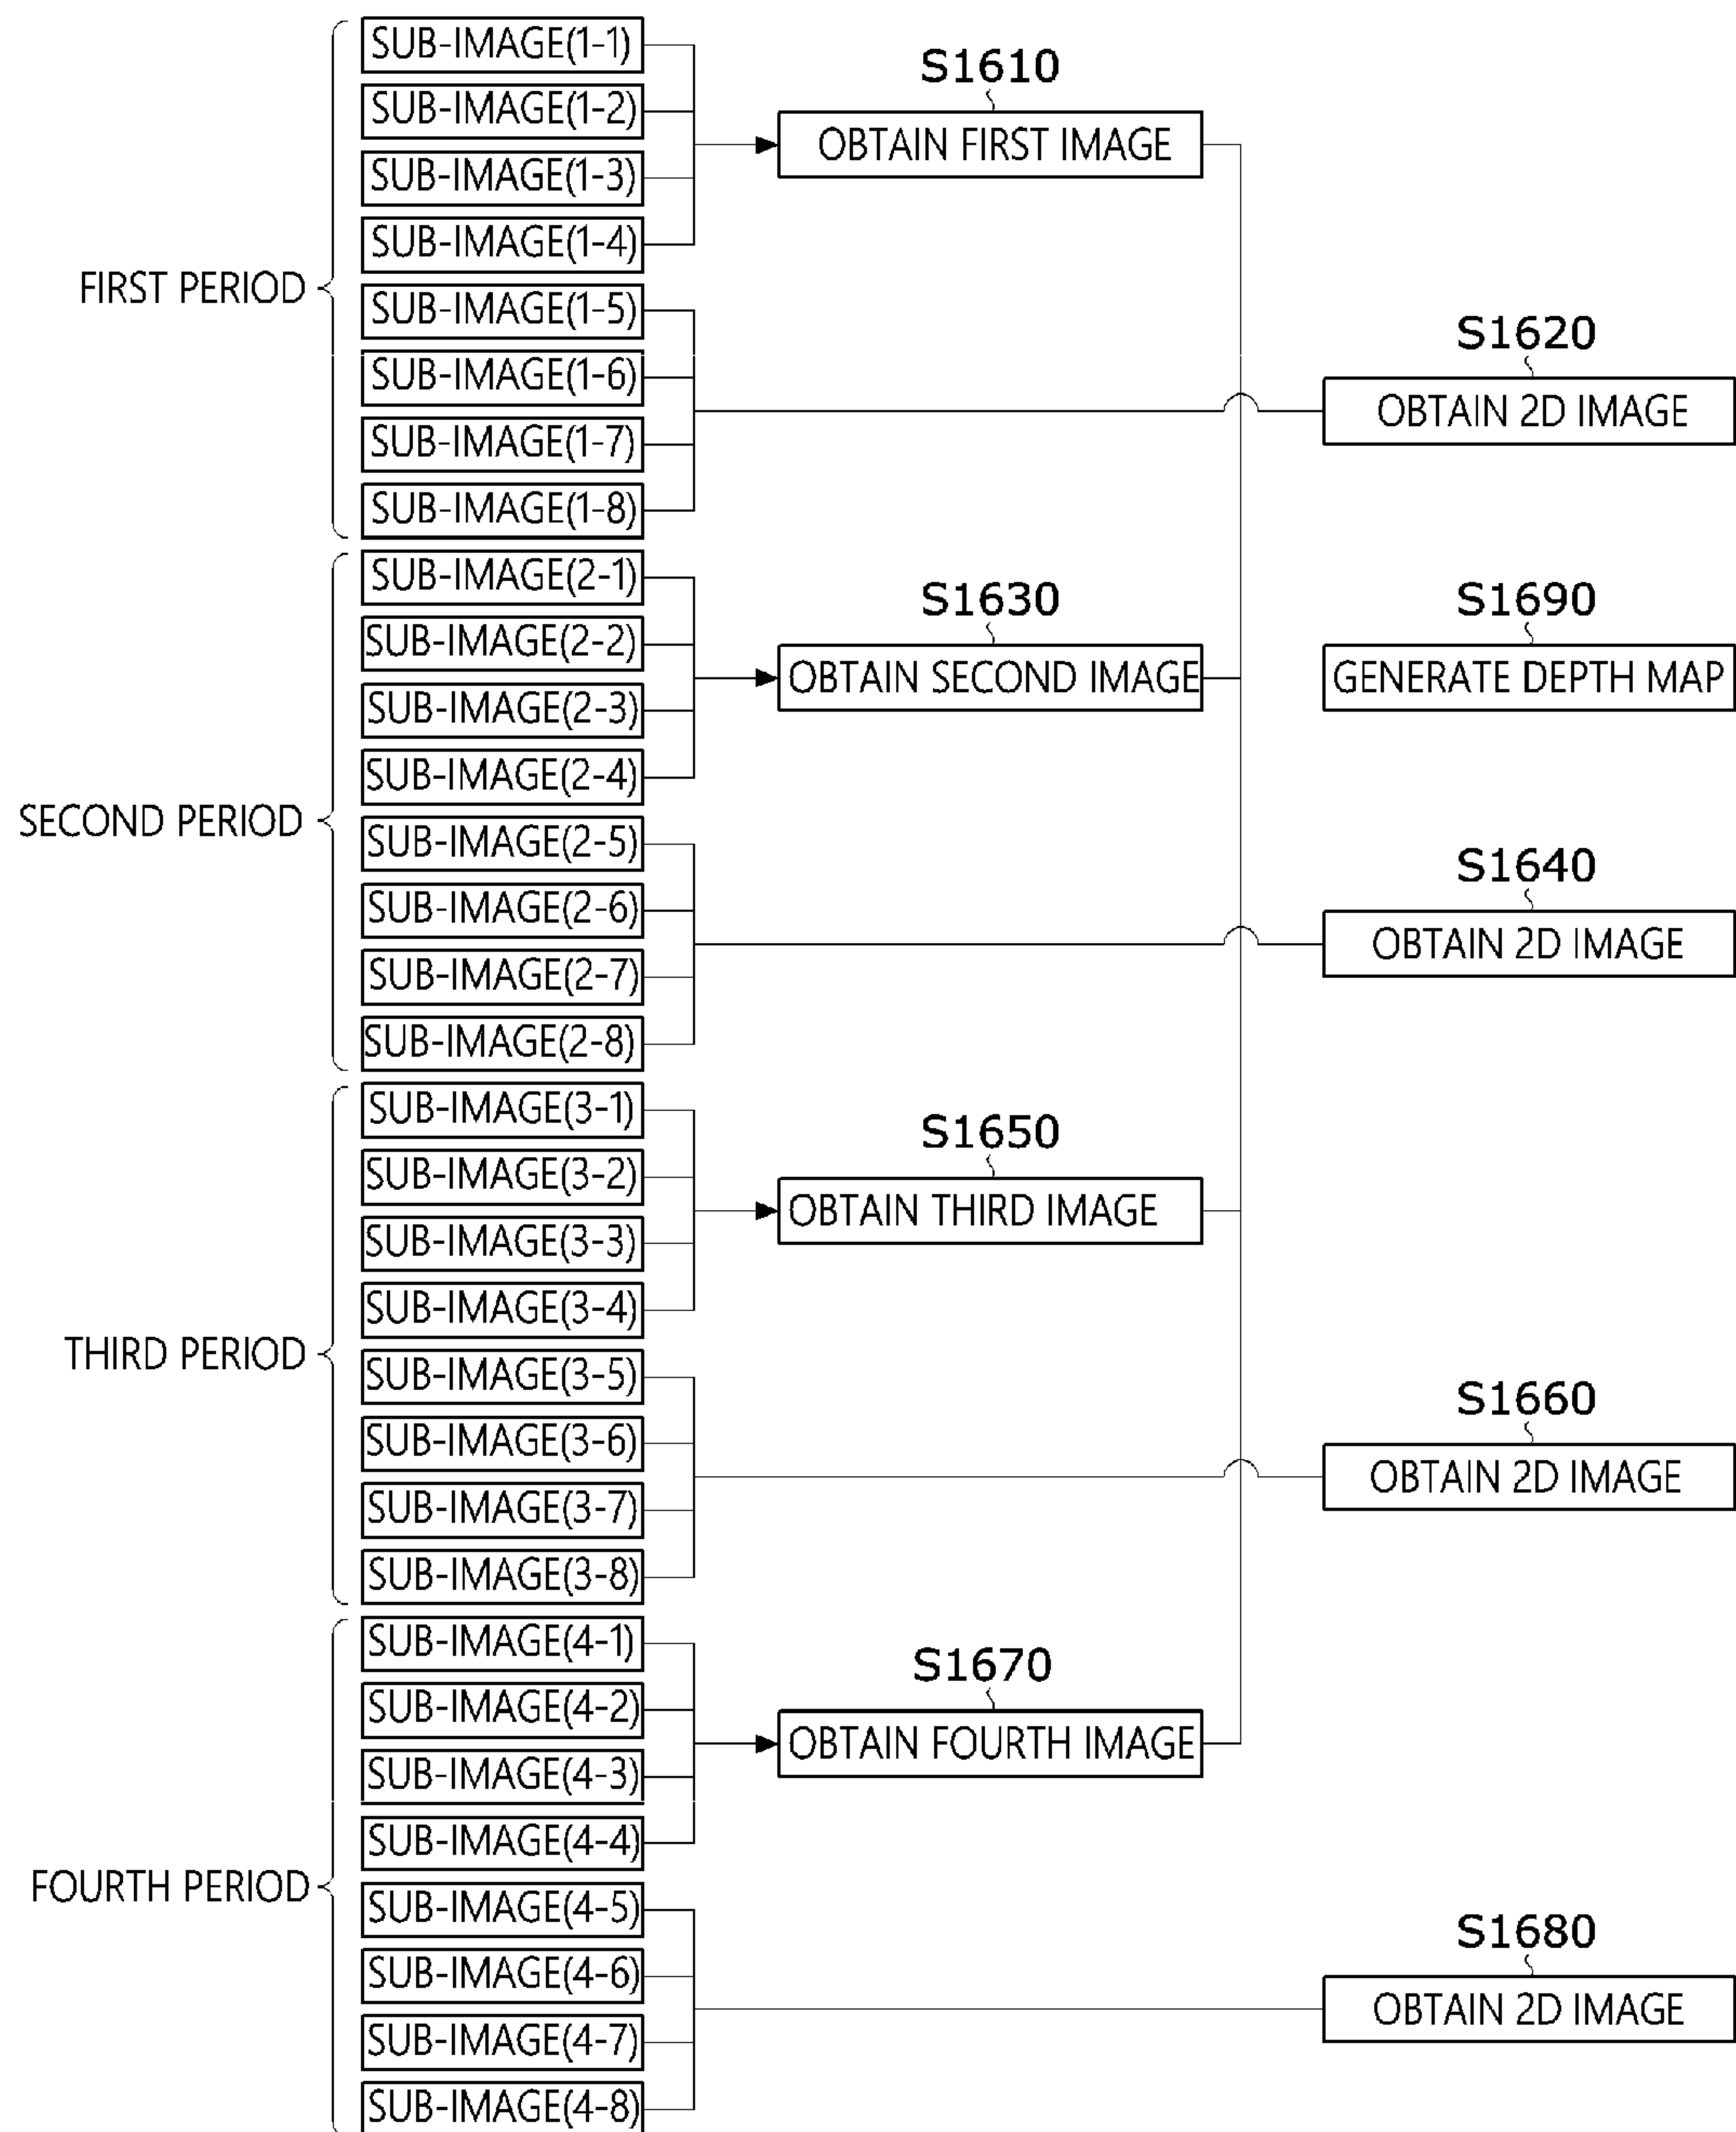 SUB-IMAGE(1-1)
SUB-IMAGE(1-2)
SUB-IMAGE(1-3)
SUB-IMAGE(1-4)
FIRST PERIOD
SUB-IMAGE(1-5)
SUB-IMAGE(1-6)
SUB-IMAGE(1-7)
SUB-IMAGE(1-8)
S1610
OBTAIN FIRST IMAGE
S1620
OBTAIN 2D IMAGE
SUB-IMAGE(2-1)
SUB-IMAGE(2-2)
SUB-IMAGE(2-3)
SUB-IMAGE(2-4)
SECOND PERIOD
SUB-IMAGE(2-5)
SUB-IMAGE(2-6)
SUB-IMAGE(2-7)
SUB-IMAGE(2-8)
S1630
OBTAIN SECOND IMAGE
S1690
GENERATE DEPTH MAP
S1640
OBTAIN 2D IMAGE
SUB-IMAGE(3-1)
SUB-IMAGE(3-2)
SUB-IMAGE(3-3)
SUB-IMAGE(3-4)
THIRD PERIOD
SUB-IMAGE(3-5)
SUB-IMAGE(3-6)
SUB-IMAGE(3-7)
SUB-IMAGE(3-8)
S1650
OBTAIN THIRD IMAGE
S1660
OBTAIN 2D IMAGE
SUB-IMAGE(4-1)
SUB-IMAGE(4-2)
SUB-IMAGE(4-3)
SUB-IMAGE(4-4)
FOURTH PERIOD
SUB-IMAGE(4-5)
SUB-IMAGE(4-6)
SUB-IMAGE(4-7)
SUB-IMAGE(4-8)
S1670
OBTAIN FOURTH IMAGE
S1680
OBTAIN 2D IMAGE